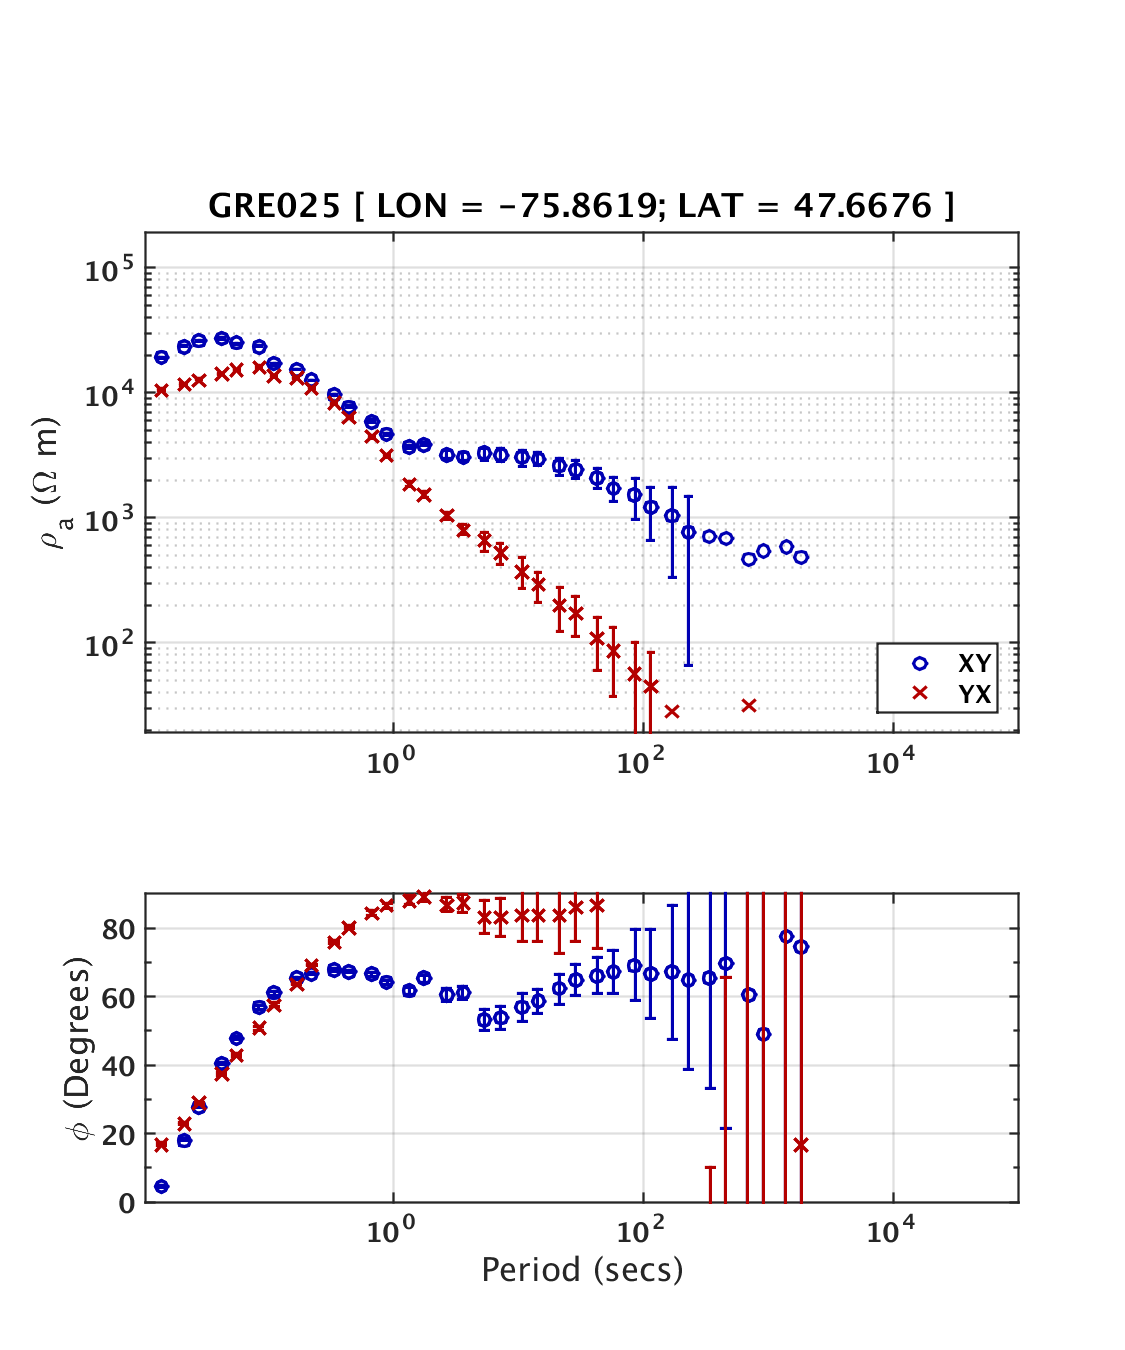 GRE025 [ LON = -75.8619; LAT = 47.6676 ]
10^5
10^4
10^3
10^2
ρ_a (Ω m)
XY
YX
10^0 10^2 10^4
80
60
40
20
0
φ (Degrees)
10^0 10^2 10^4
Period (secs)